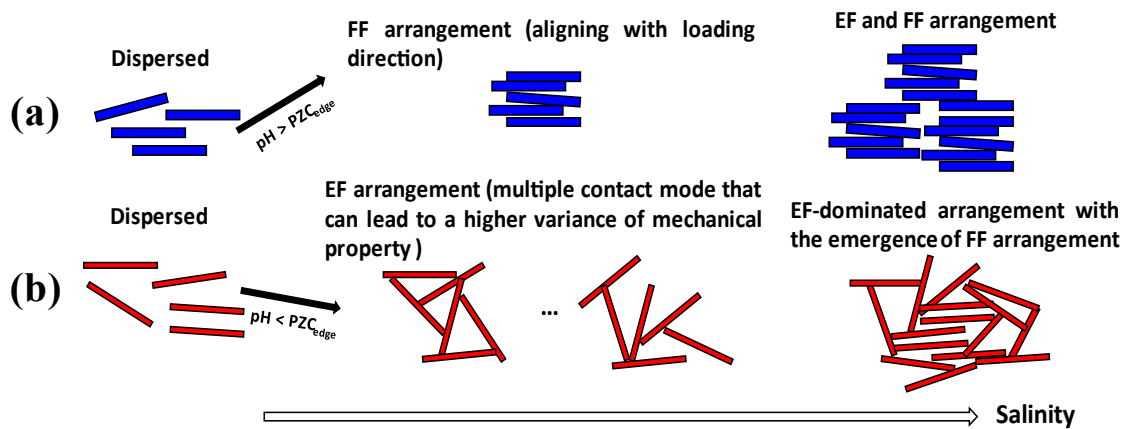 (a)
Dispersed
pH > PZCedge
FF arrangement (aligning with loading
direction)
EF and FF arrangement
(b)
Dispersed
pH < PZCedge
EF arrangement (multiple contact mode that
can lead to a higher variance of mechanical
property )
...
EF-dominated arrangement with
the emergence of FF arrangement
Salinity